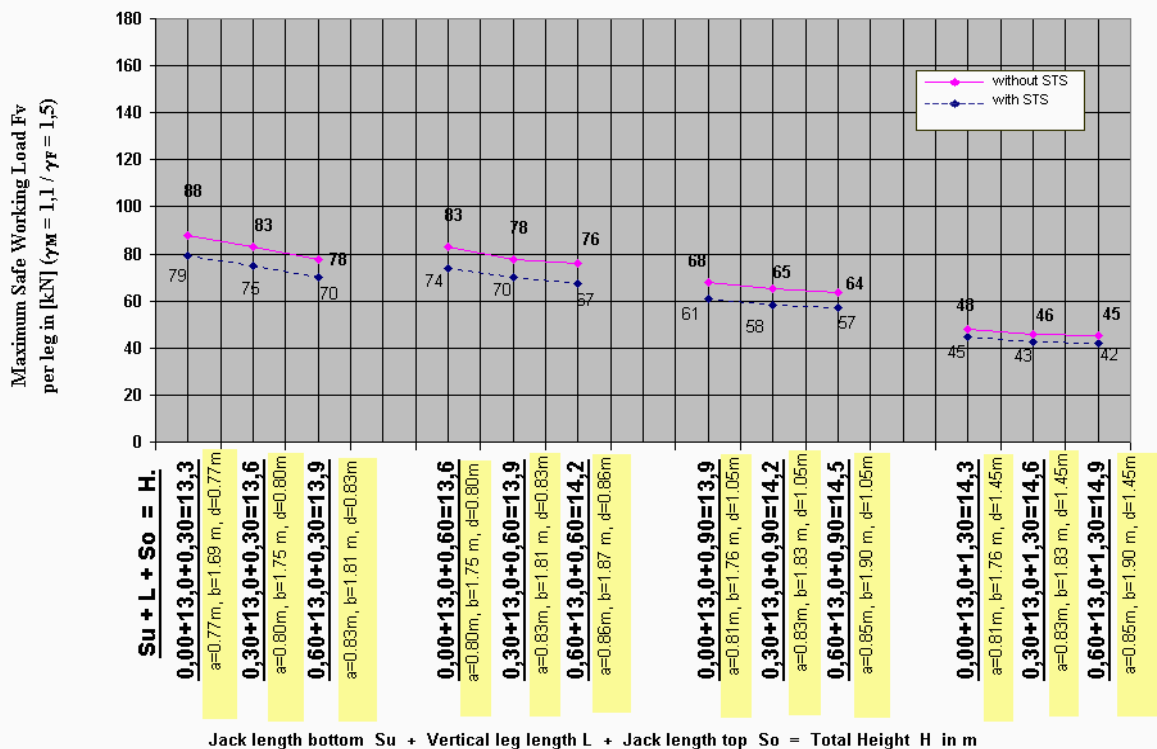 180
160
140
120
100
80
60
40
20
0
Maximum Safe Working Load Fv
per leg in [kN] (γM = 1,1 / γF = 1,5)
without STS
with STS
88
83
78
79
75
70
83
78
76
74
70
67
68
65
64
61
58
57
48
46
45
45
43
42
Su + L + So = H.
0,00+13,0+0,30=13,3
a=0.77m, b=1.69 m, d=0.77m
0,30+13,0+0,30=13,6
a=0.80m, b=1.75 m, d=0.80m
0,60+13,0+0,30=13,9
a=0.83m, b=1.81 m, d=0.83m
0,00+13,0+0,60=13,6
a=0.80m, b=1.75 m, d=0.80m
0,30+13,0+0,60=13,9
a=0.83m, b=1.81 m, d=0.83m
0,60+13,0+0,60=14,2
a=0.86m, b=1.87 m, d=0.86m
0,00+13,0+0,90=13,9
a=0.81m, b=1.76 m, d=1.05m
0,30+13,0+0,90=14,2
a=0.83m, b=1.83 m, d=1.05m
0,60+13,0+0,90=14,5
a=0.85m, b=1.90 m, d=1.05m
0,00+13,0+1,30=14,3
a=0.81m, b=1.76 m, d=1.45m
0,30+13,0+1,30=14,6
a=0.83m, b=1.83 m, d=1.45m
0,60+13,0+1,30=14,9
a=0.85m, b=1.90 m, d=1.45m
Jack length bottom Su + Vertical leg length L + Jack length top So = Total Height H in m